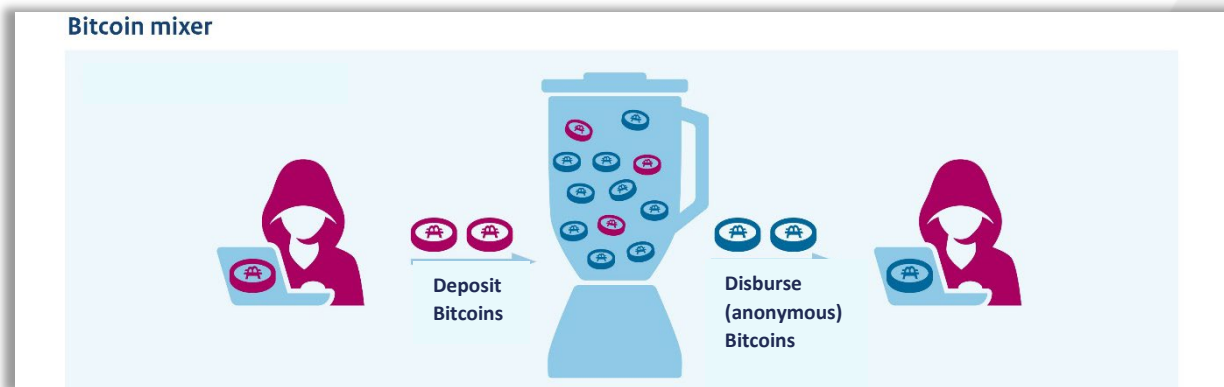 Bitcoin mixer
Deposit
Bitcoins
Disburse
(anonymous)
Bitcoins